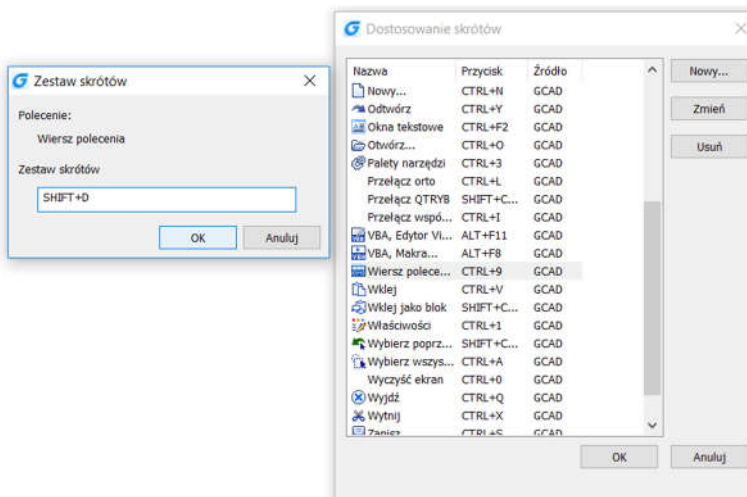 Zestaw skrótów
Polecenie:
Wiersz polecenia
Zestaw skrótów
SHIFT+D
OK Anuluj
Dostosowanie skrótów
Nazwa Przycisk Źródło
Nowy... CTRL+N GCAD
Odtwórz CTRL+Y GCAD
Okna tekstowe CTRL+F2 GCAD
Otwórz... CTRL+O GCAD
Palety narzędzi CTRL+3 GCAD
Przełącz orto CTRL+L GCAD
Przełącz QTRYB SHIFT+C... GCAD
Przełącz wspó... CTRL+I GCAD
VBA, Edytor Vi... ALT+F11 GCAD
VBA, Makra... ALT+F8 GCAD
Wiersz polece... CTRL+9 GCAD
Wklej CTRL+V GCAD
Wklej jako blok SHIFT+C... GCAD
Właściwości CTRL+1 GCAD
Wybierz poprz... SHIFT+C... GCAD
Wybierz wszys... CTRL+A GCAD
Wyczyść ekran CTRL+0 GCAD
Wyjdź CTRL+Q GCAD
Wytnij CTRL+X GCAD
Zapisz CTRL+S GCAD
Nowy...
Zmień
Usuń
OK Anuluj